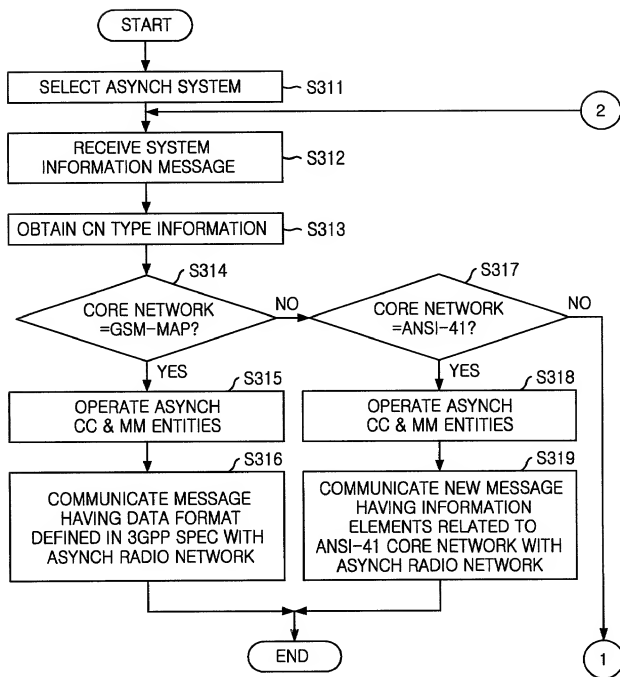 START
SELECT ASYNCH SYSTEM
S311
2
RECEIVE SYSTEM
INFORMATION MESSAGE
S312
OBTAIN CN TYPE INFORMATION
S313
S314
CORE NETWORK
=GSM-MAP?
NO
YES
S317
CORE NETWORK
=ANSI-41?
NO
YES
S315
OPERATE ASYNCH
CC & MM ENTITIES
S318
OPERATE ASYNCH
CC & MM ENTITIES
S316
COMMUNICATE MESSAGE
HAVING DATA FORMAT
DEFINED IN 3GPP SPEC WITH
ASYNCH RADIO NETWORK
S319
COMMUNICATE NEW MESSAGE
HAVING INFORMATION
ELEMENTS RELATED TO
ANSI-41 CORE NETWORK WITH
ASYNCH RADIO NETWORK
END
1